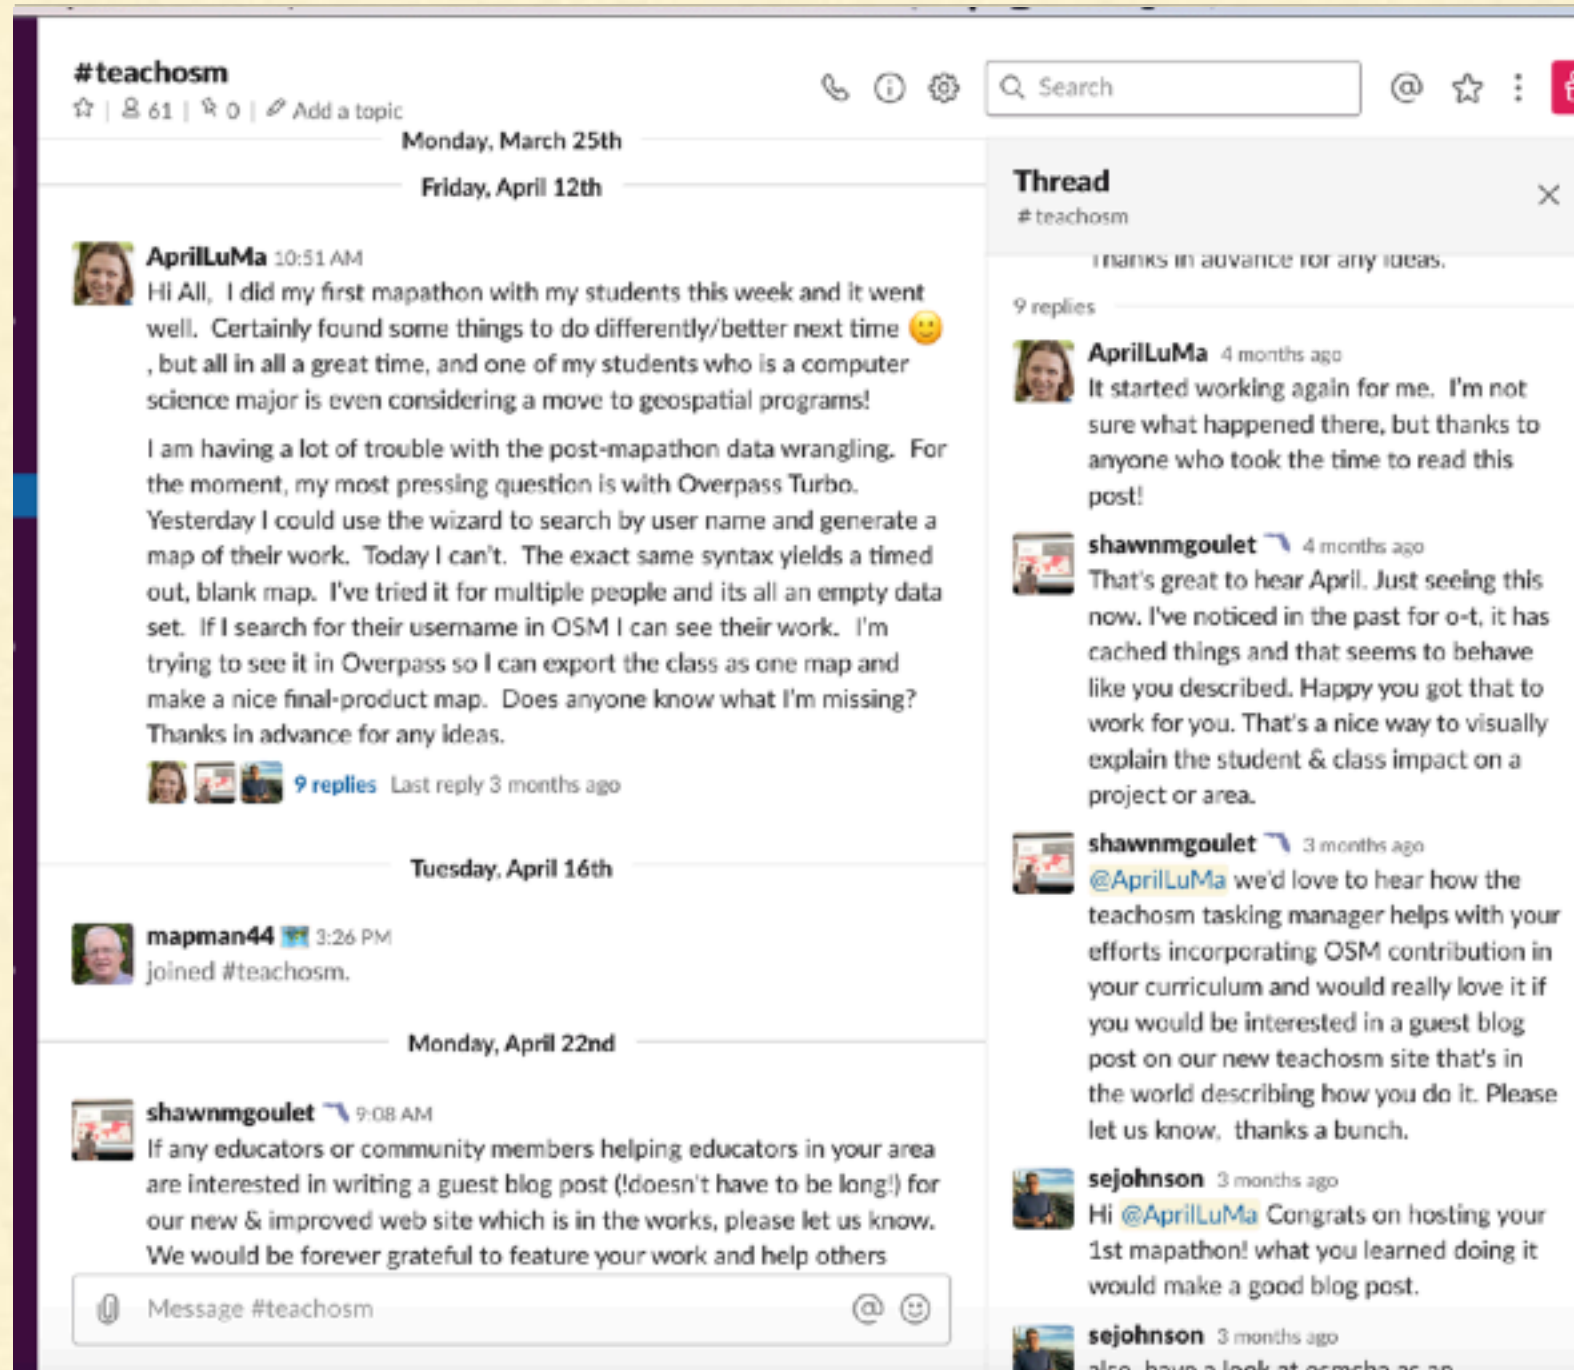 #teachosm
61 | 0 | Add a topic
Search
Monday, March 25th
Friday, April 12th
AprilLuMa 10:51 AM
Hi All, I did my first mapathon with my students this week and it went
well. Certainly found some things to do differently/better next time 🙂
, but all in all a great time, and one of my students who is a computer
science major is even considering a move to geospatial programs!
I am having a lot of trouble with the post-mapathon data wrangling. For
the moment, my most pressing question is with Overpass Turbo.
Yesterday I could use the wizard to search by user name and generate a
map of their work. Today I can't. The exact same syntax yields a timed
out, blank map. I've tried it for multiple people and its all an empty data
set. If I search for their username in OSM I can see their work. I'm
trying to see it in Overpass so I can export the class as one map and
make a nice final-product map. Does anyone know what I'm missing?
Thanks in advance for any ideas.
9 replies Last reply 3 months ago
Tuesday, April 16th
mapman44 3:26 PM
joined #teachosm.
Monday, April 22nd
shawnmgoulet 9:08 AM
If any educators or community members helping educators in your area
are interested in writing a guest blog post (!doesn't have to be long!) for
our new & improved web site which is in the works, please let us know.
We would be forever grateful to feature your work and help others
Message #teachosm
Thread
#teachosm
Thanks in advance for any ideas.
9 replies
AprilLuMa 4 months ago
It started working again for me. I'm not
sure what happened there, but thanks to
anyone who took the time to read this
post!
shawnmgoulet 4 months ago
That's great to hear April. Just seeing this
now. I've noticed in the past for o-t, it has
cached things and that seems to behave
like you described. Happy you got that to
work for you. That's a nice way to visually
explain the student & class impact on a
project or area.
shawnmgoulet 3 months ago
@AprilLuMa we'd love to hear how the
teachosm tasking manager helps with your
efforts incorporating OSM contribution in
your curriculum and would really love it if
you would be interested in a guest blog
post on our new teachosm site that's in
the world describing how you do it. Please
let us know, thanks a bunch.
sejohnson 3 months ago
Hi @AprilLuMa Congrats on hosting your
1st mapathon! what you learned doing it
would make a good blog post.
sejohnson 3 months ago
also, have a look at osmcha as an